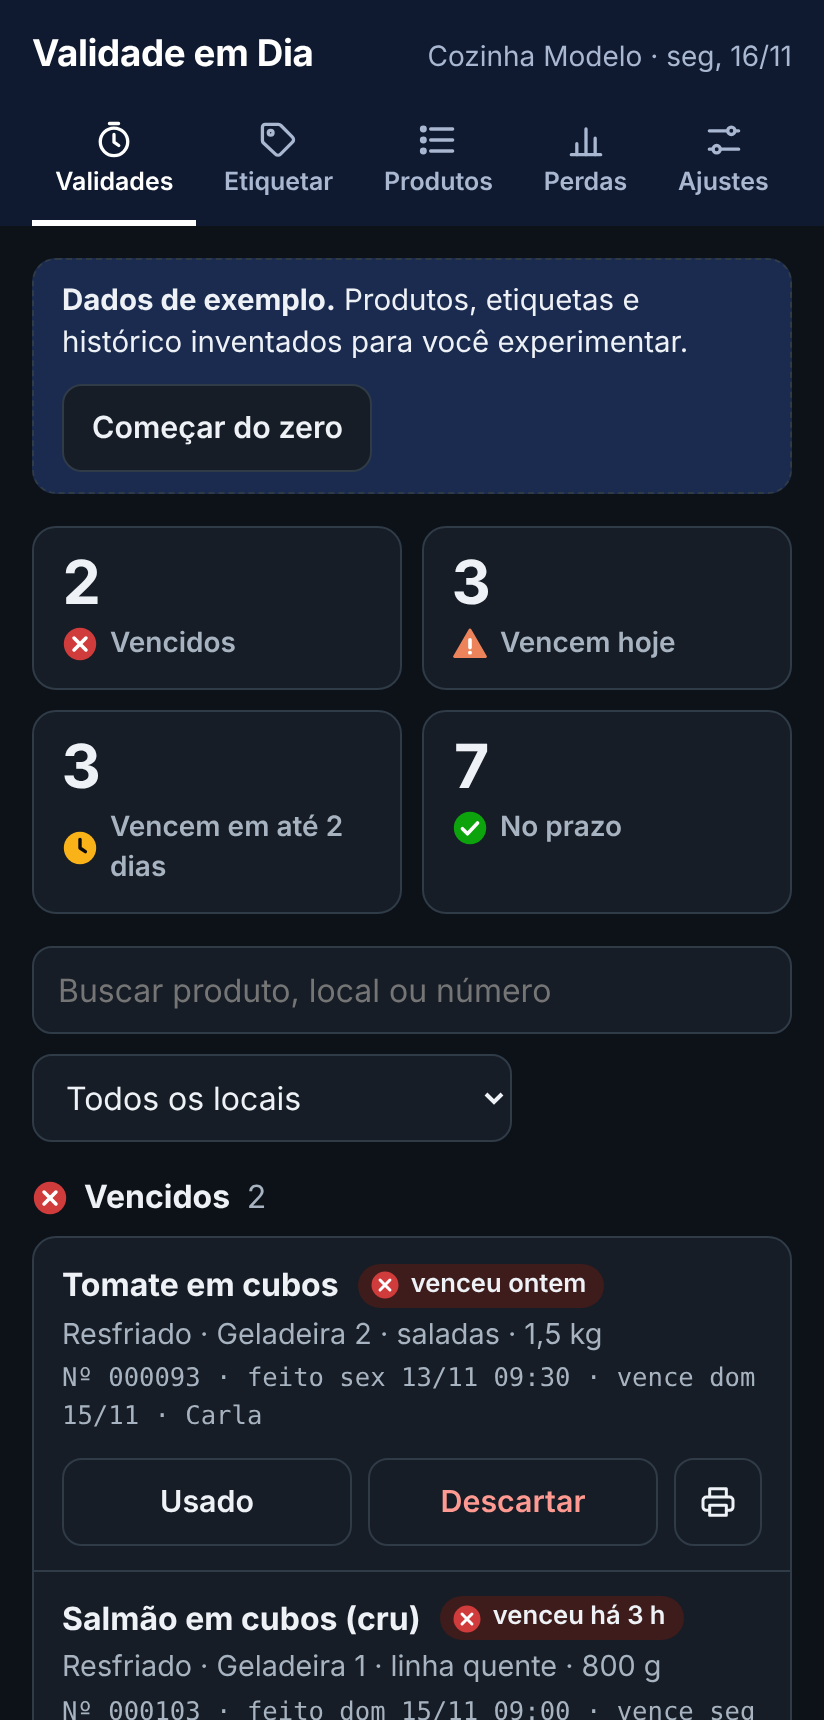 Validade em Dia
Cozinha Modelo · seg, 16/11
Validades
Etiquetar
Produtos
Perdas
Ajustes
Dados de exemplo. Produtos, etiquetas e
histórico inventados para você experimentar.
Começar do zero
2
Vencidos
3
Vencem hoje
3
Vencem em até 2
dias
7
No prazo
Buscar produto, local ou número
Todos os locais
Vencidos 2
Tomate em cubos venceu ontem
Resfriado · Geladeira 2 · saladas · 1,5 kg
Nº 000093 · feito sex 13/11 09:30 · vence dom
15/11 · Carla
Usado
Descartar
Salmão em cubos (cru) venceu há 3 h
Resfriado · Geladeira 1 · linha quente · 800 g
Nº 000103 · feito dom 15/11 09:00 · vence seg